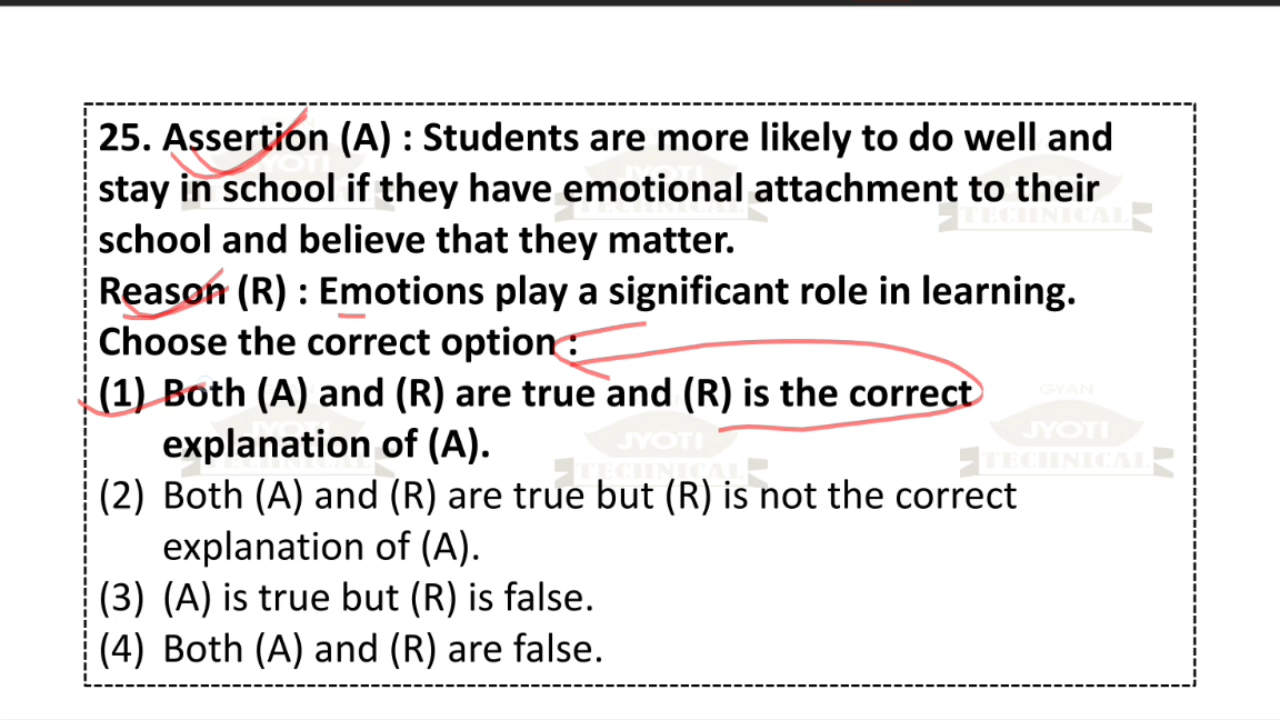 25. Assertion (A) : Students are more likely to do well and
stay in school if they have emotional attachment to their
school and believe that they matter.
Reason (R) : Emotions play a significant role in learning.
Choose the correct option :
(1) Both (A) and (R) are true and (R) is the correct
explanation of (A).
(2) Both (A) and (R) are true but (R) is not the correct
explanation of (A).
(3) (A) is true but (R) is false.
(4) Both (A) and (R) are false.
GYAN
JYOTI
TECHNICAL